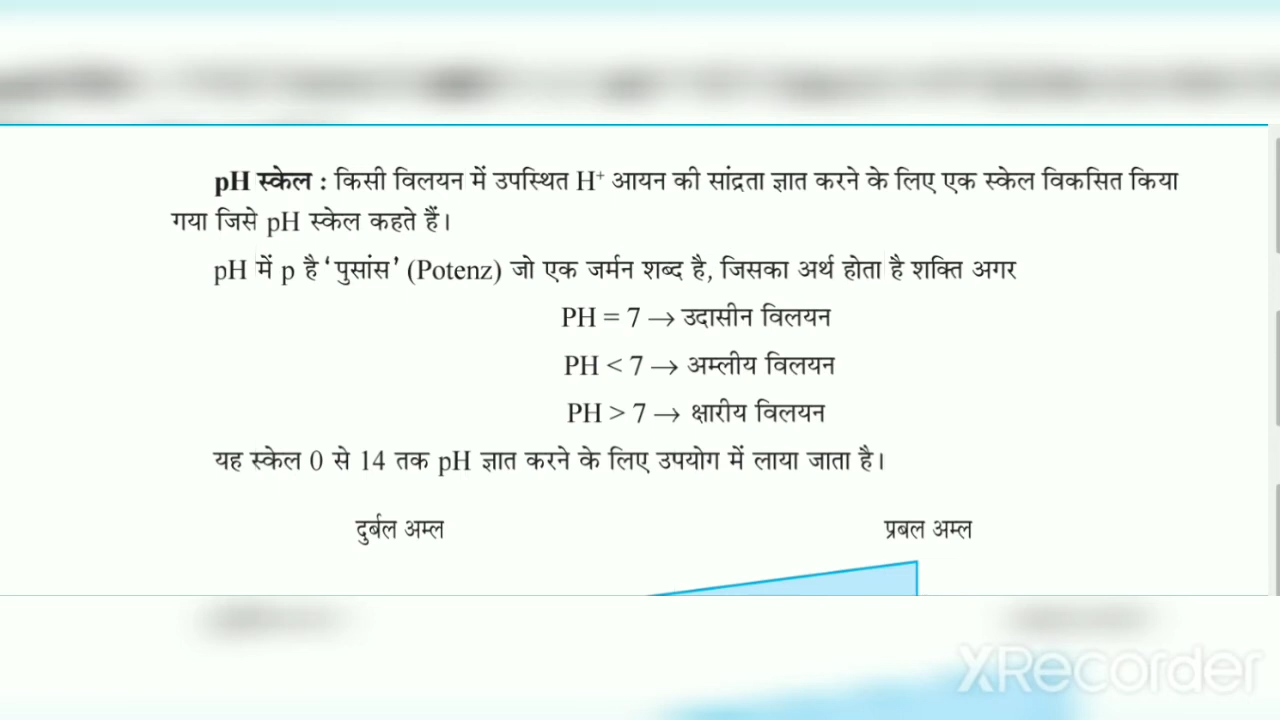 pH स्केल : किसी विलयन में उपस्थित H⁺ आयन की सांद्रता ज्ञात करने के लिए एक स्केल विकसित किया
गया जिसे pH स्केल कहते हैं।
pH में p है ‘पुसांस’ (Potenz) जो एक जर्मन शब्द है, जिसका अर्थ होता है शक्ति अगर
PH = 7 → उदासीन विलयन
PH < 7 → अम्लीय विलयन
PH > 7 → क्षारीय विलयन
यह स्केल 0 से 14 तक pH ज्ञात करने के लिए उपयोग में लाया जाता है।
दुर्बल अम्ल प्रबल अम्ल
XRecorder